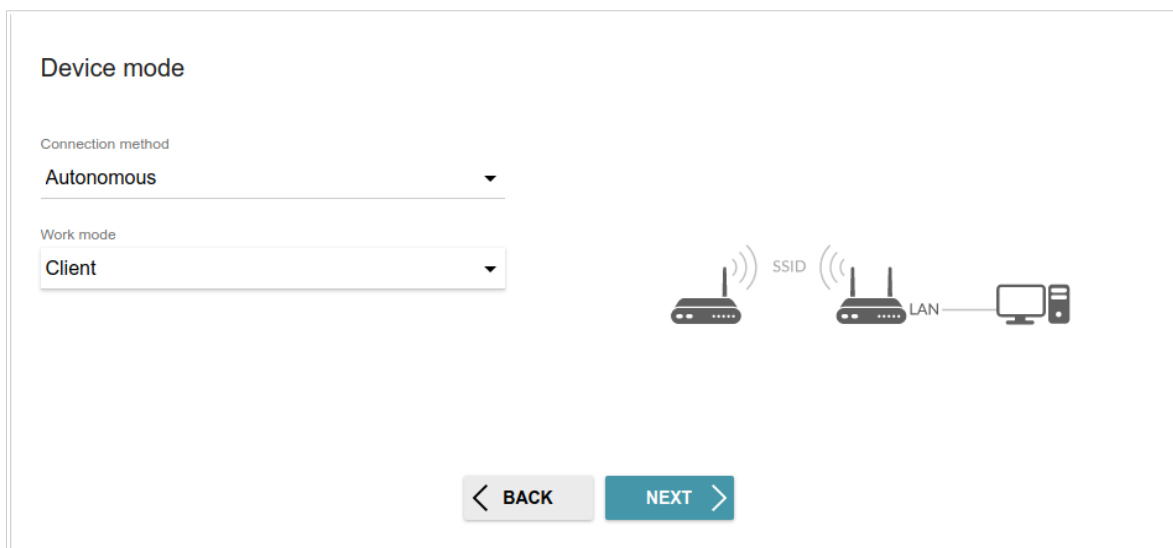 Device mode
Connection method
Autonomous
Work mode
Client
SSID
LAN
BACK
NEXT